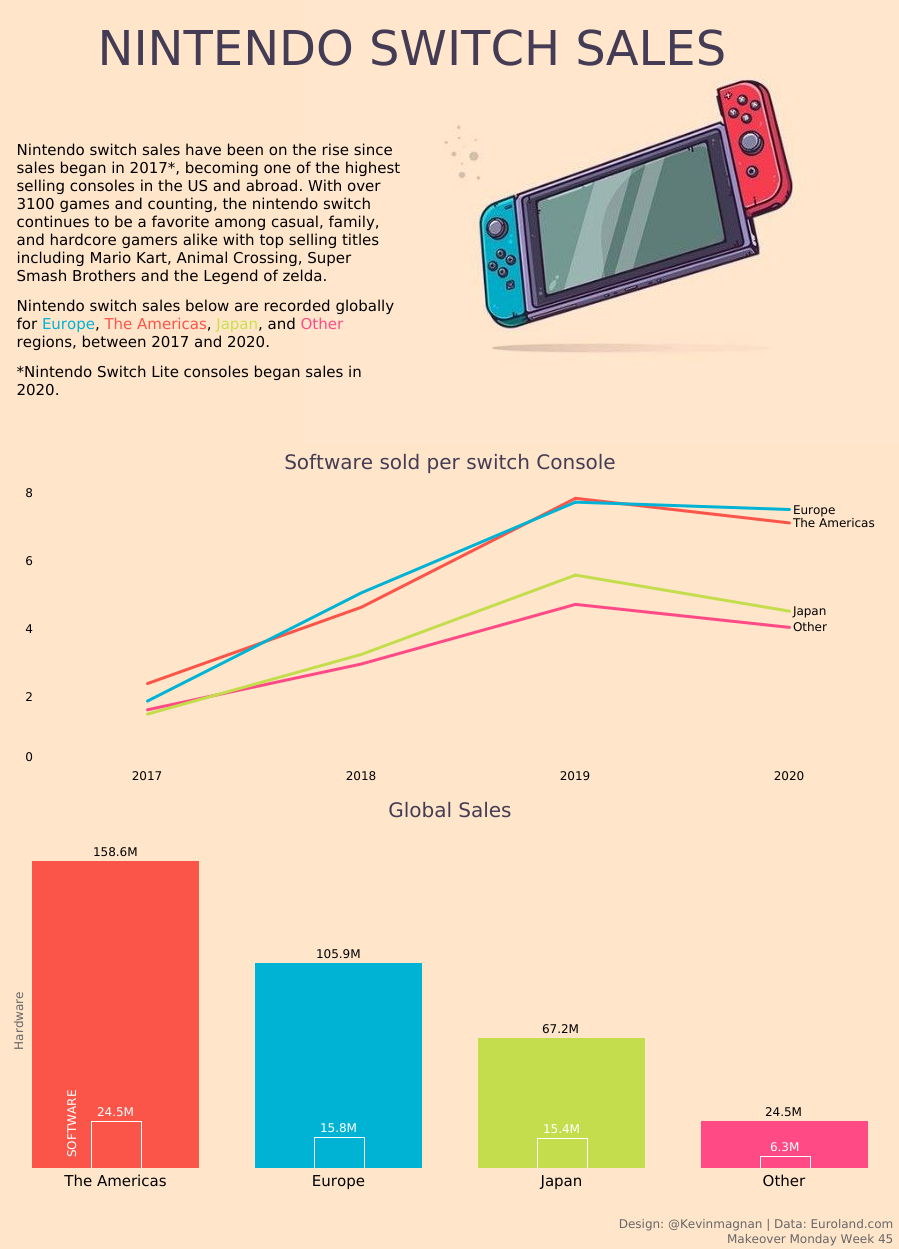 NINTENDO SWITCH SALES
Nintendo switch sales have been on the rise since
sales began in 2017*, becoming one of the highest
selling consoles in the US and abroad. With over
3100 games and counting, the nintendo switch
continues to be a favorite among casual, family,
and hardcore gamers alike with top selling titles
including Mario Kart, Animal Crossing, Super
Smash Brothers and the Legend of zelda.
Nintendo switch sales below are recorded globally
for Europe, The Americas, Japan, and Other
regions, between 2017 and 2020.
*Nintendo Switch Lite consoles began sales in
2020.
Software sold per switch Console
8
6
4
2
0
Europe
The Americas
Japan
Other
2017 2018 2019 2020
Global Sales
158.6M
105.9M
67.2M
24.5M
Hardware
SOFTWARE
24.5M
15.8M
15.4M
6.3M
The Americas Europe Japan Other
Design: @Kevinmagnan | Data: Euroland.com
Makeover Monday Week 45